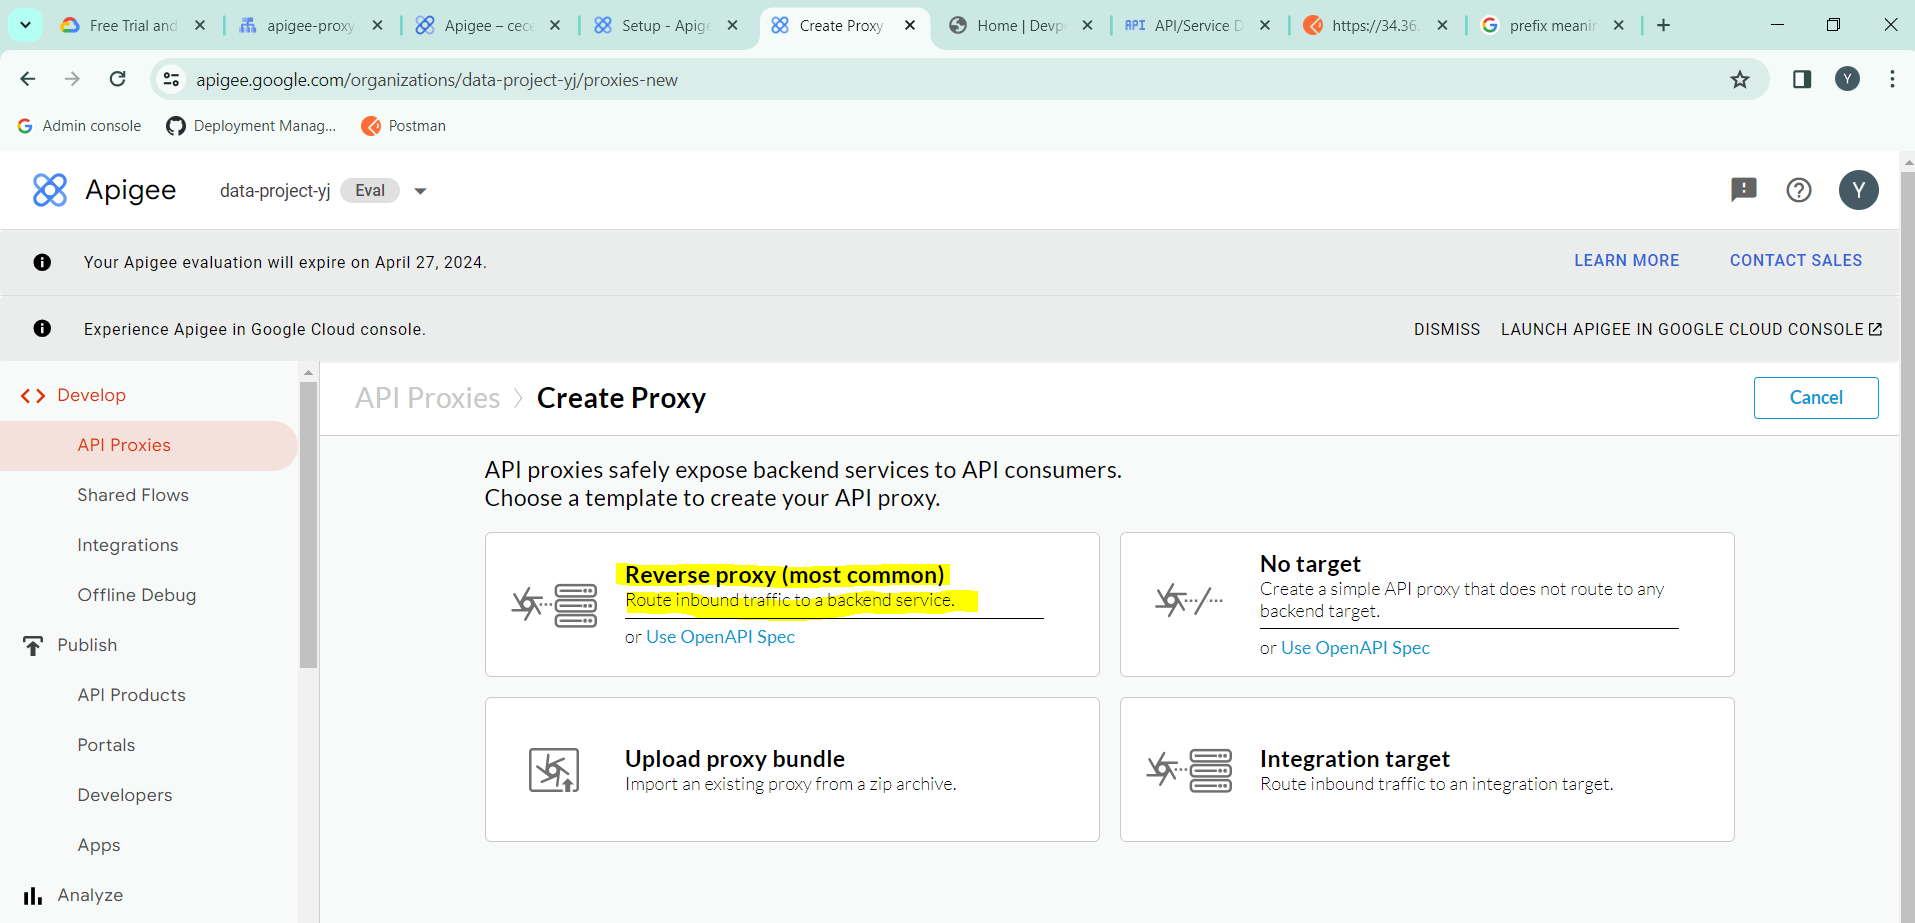 Free Trial and
apigee-proxy
Apigee – cece
Setup - Apige
Create Proxy
Home | Devp
API API/Service D
https://34.36.
prefix meanin
apigee.google.com/organizations/data-project-yj/proxies-new
Y
Admin console
Deployment Manag...
Postman
Apigee
data-project-yj
Eval
Y
Your Apigee evaluation will expire on April 27, 2024.
LEARN MORE
CONTACT SALES
Experience Apigee in Google Cloud console.
DISMISS
LAUNCH APIGEE IN GOOGLE CLOUD CONSOLE
Develop
API Proxies
Shared Flows
Integrations
Offline Debug
Publish
API Products
Portals
Developers
Apps
Analyze
API Proxies
Create Proxy
Cancel
API proxies safely expose backend services to API consumers.
Choose a template to create your API proxy.
Reverse proxy (most common)
Route inbound traffic to a backend service.
or Use OpenAPI Spec
No target
Create a simple API proxy that does not route to any
backend target.
or Use OpenAPI Spec
Upload proxy bundle
Import an existing proxy from a zip archive.
Integration target
Route inbound traffic to an integration target.